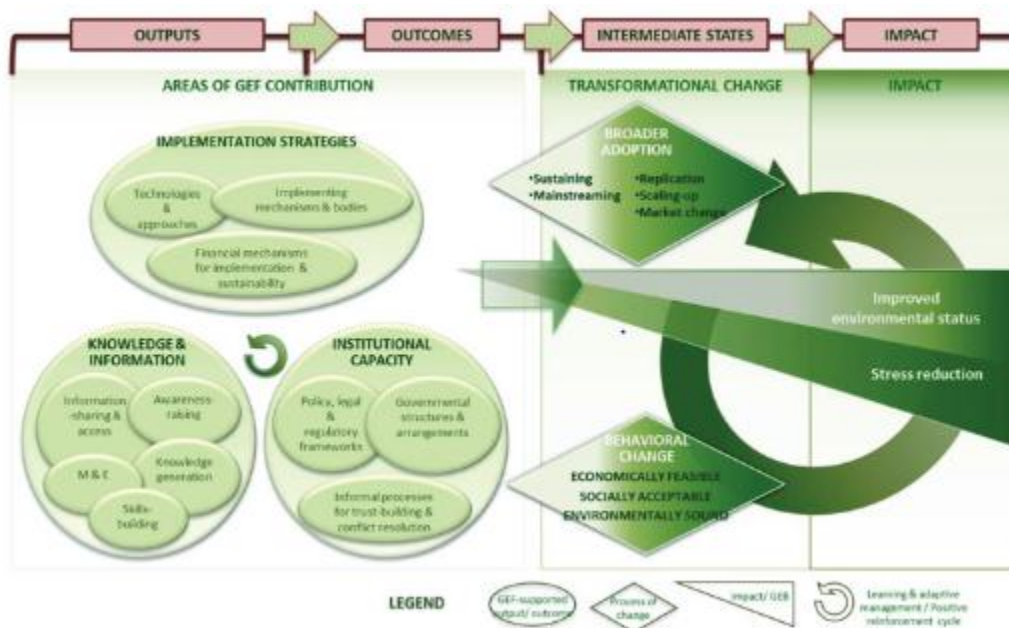 OUTPUTS
OUTCOMES
INTERMEDIATE STATES
IMPACT
AREAS OF GEF CONTRIBUTION
TRANSFORMATIONAL CHANGE
IMPACT
IMPLEMENTATION STRATEGIES
Technologies
&
approaches
Implementing
mechanisms & bodies
Financial mechanisms
for implementation &
sustainability
KNOWLEDGE &
INFORMATION
Information
-sharing &
access
Awareness-
raising
M & E
Knowledge
generation
Skills-
building
INSTITUTIONAL
CAPACITY
Policy, legal
&
regulatory
frameworks
Governmental
structures &
arrangements
Informal processes
for trust-building &
conflict resolution
BROADER
ADOPTION
•Sustaining
•Mainstreaming
•Replication
•Scaling-up
•Market change
Improved
environmental status
Stress reduction
BEHAVIORAL
CHANGE
ECONOMICALLY FEASIBLE
SOCIALLY ACCEPTABLE
ENVIRONMENTALLY SOUND
LEGEND
GEF-supported
output/ outcome
Process of
change
Impact/ GEB
Learning & adaptive
management / Positive
reinforcement cycle